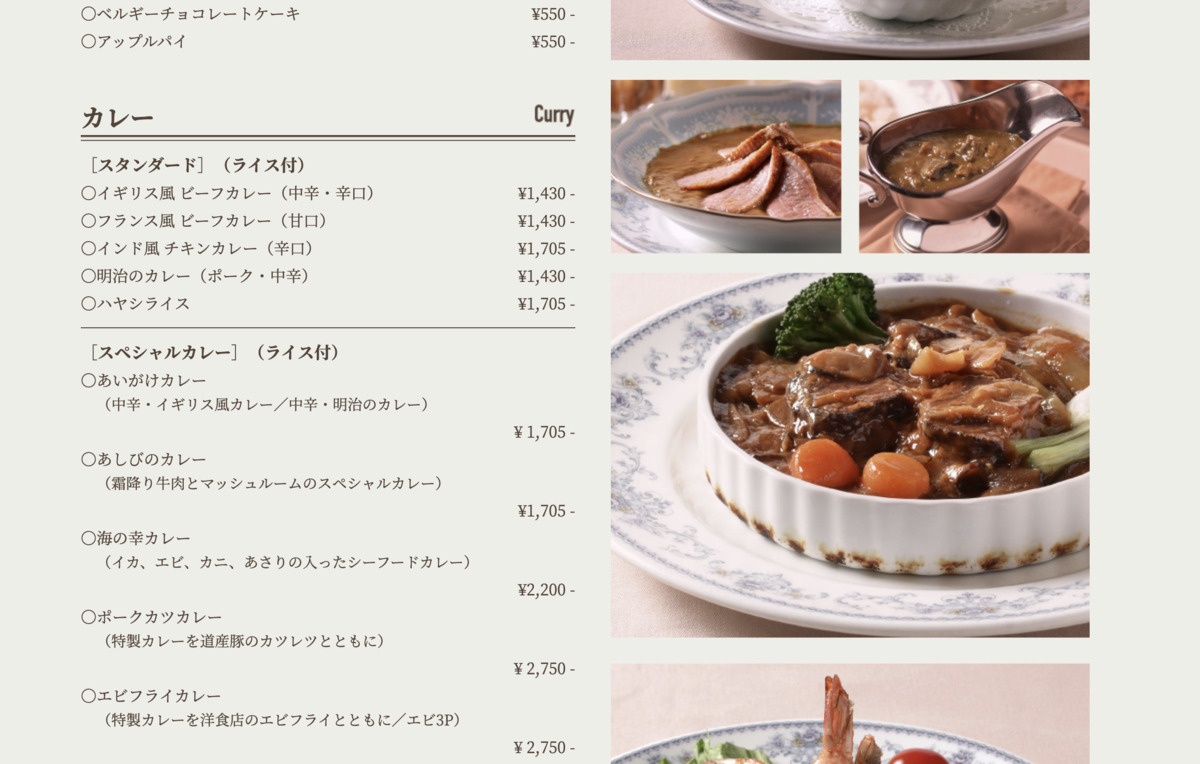 〇ベルギーチョコレートケーキ ¥550 -
〇アップルパイ ¥550 -
カレー Curry
［スタンダード］（ライス付）
〇イギリス風 ビーフカレー（中辛・辛口） ¥1,430 -
〇フランス風 ビーフカレー（甘口） ¥1,430 -
〇インド風 チキンカレー（辛口） ¥1,705 -
〇明治のカレー（ポーク・中辛） ¥1,430 -
〇ハヤシライス ¥1,705 -
［スペシャルカレー］（ライス付）
〇あいがけカレー
（中辛・イギリス風カレー／中辛・明治のカレー）
¥ 1,705 -
〇あしびのカレー
（霜降り牛肉とマッシュルームのスペシャルカレー）
¥1,705 -
〇海の幸カレー
（イカ、エビ、カニ、あさりの入ったシーフードカレー）
¥2,200 -
〇ポークカツカレー
（特製カレーを道産豚のカツレツとともに）
¥ 2,750 -
〇エビフライカレー
（特製カレーを洋食店のエビフライとともに／エビ3P）
¥ 2,750 -